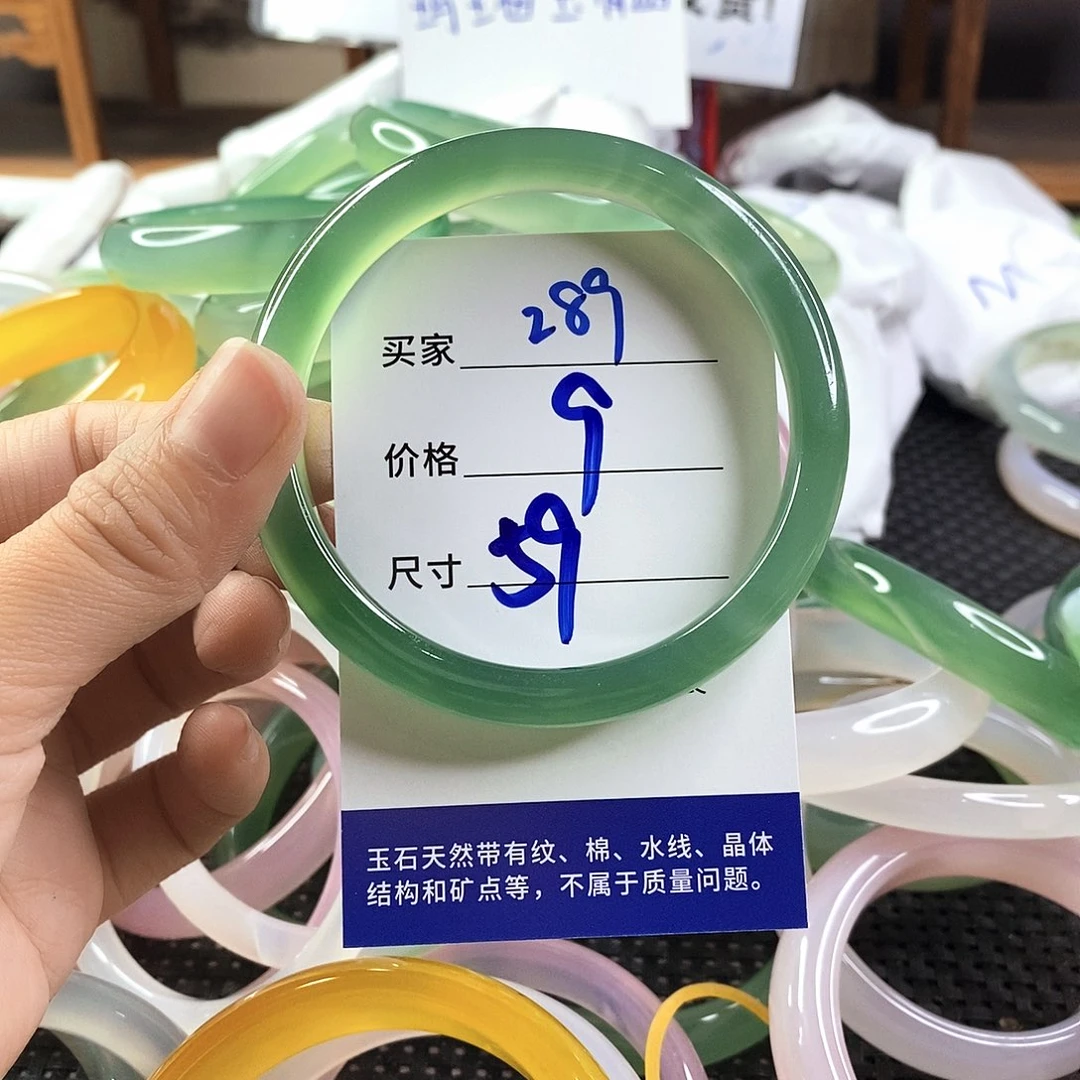 买家 289
价格 9
尺寸 59
玉石天然带有纹、棉、水线、晶体
结构和矿点等，不属于质量问题。
M